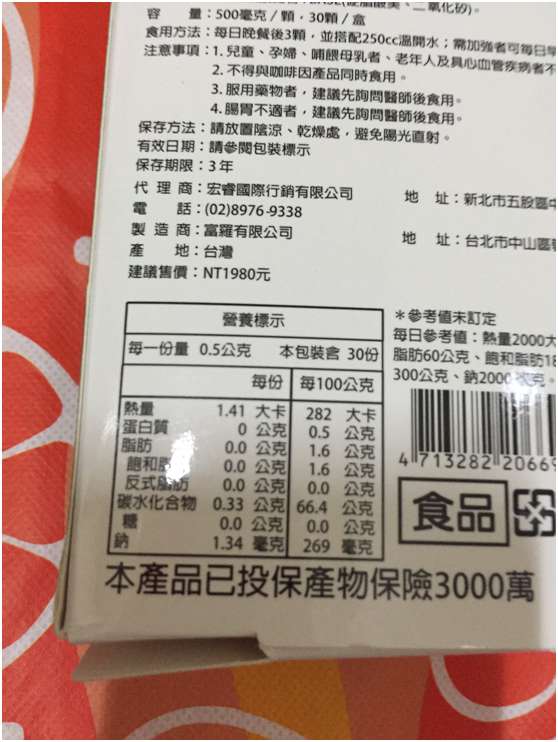 二氧化矽)。
容 量：500毫克／顆，30顆／盒
食用方法：每日晚餐後3顆，並搭配250cc溫開水；需加強者可每日
注意事項：1. 兒童、孕婦、哺餵母乳者、老年人及具心血管疾病者不
2. 不得與咖啡因產品同時食用。
3. 服用藥物者，建議先詢問醫師後食用。
4. 腸胃不適者，建議先詢問醫師後食用。
保存方法：請放置陰涼、乾燥處，避免陽光直射。
有效日期：請參閱包裝標示
保存期限：3年
代 理 商：宏睿國際行銷有限公司 地 址：新北市五股區中
電 話：(02)8976-9338
製 造 商：富羅有限公司 地 址：台北市中山區
產 地：台灣
建議售價：NT1980元
營養標示
每一份量 0.5公克 本包裝含 30份
每份 每100公克
熱量 1.41 大卡 282 大卡
蛋白質 0 公克 0.5 公克
脂肪 0.0 公克 1.6 公克
飽和脂肪 0.0 公克 1.6 公克
反式脂肪 0.0 公克 0.0 公克
碳水化合物 0.33 公克 66.4 公克
糖 0.0 公克 0.0 公克
鈉 1.34 毫克 269 毫克
＊參考值未訂定
每日參考值：熱量2000大
脂肪60公克、飽和脂肪18
300公克、鈉2000毫克。
4 713282 20669
食品
本產品已投保產物保險3000萬